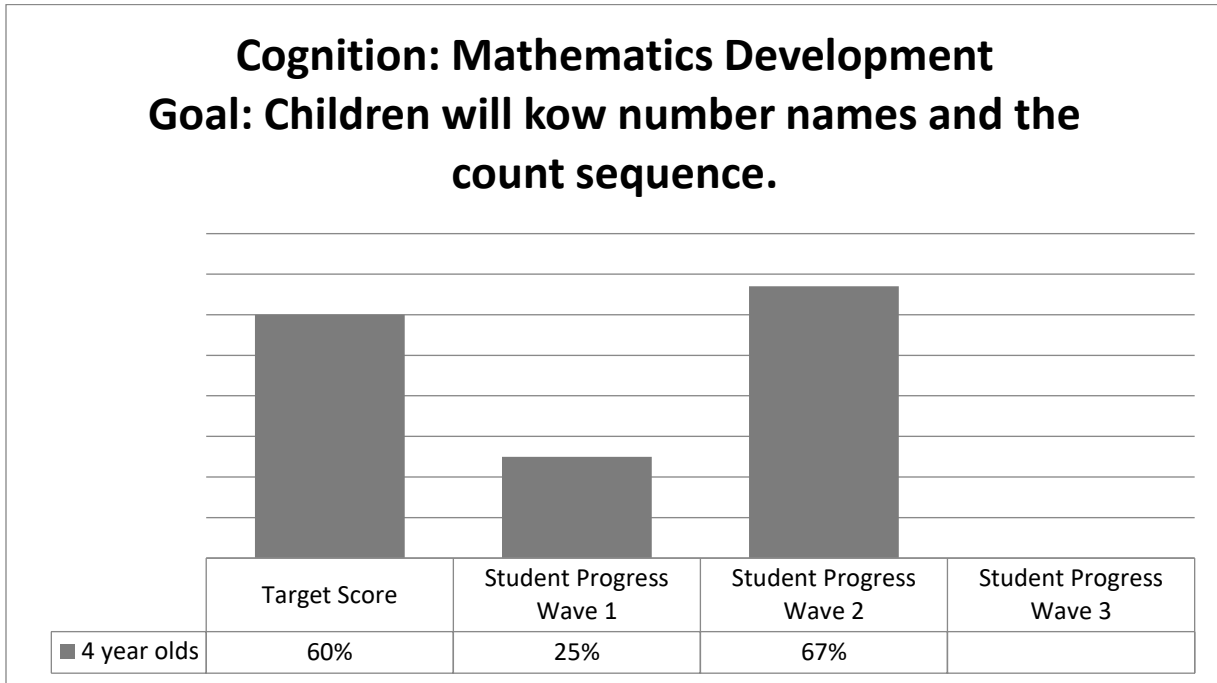 Cognition: Mathematics Development
Goal: Children will kow number names and the
count sequence.
Target Score
Student Progress
Wave 1
Student Progress
Wave 2
Student Progress
Wave 3
4 year olds 60% 25% 67%